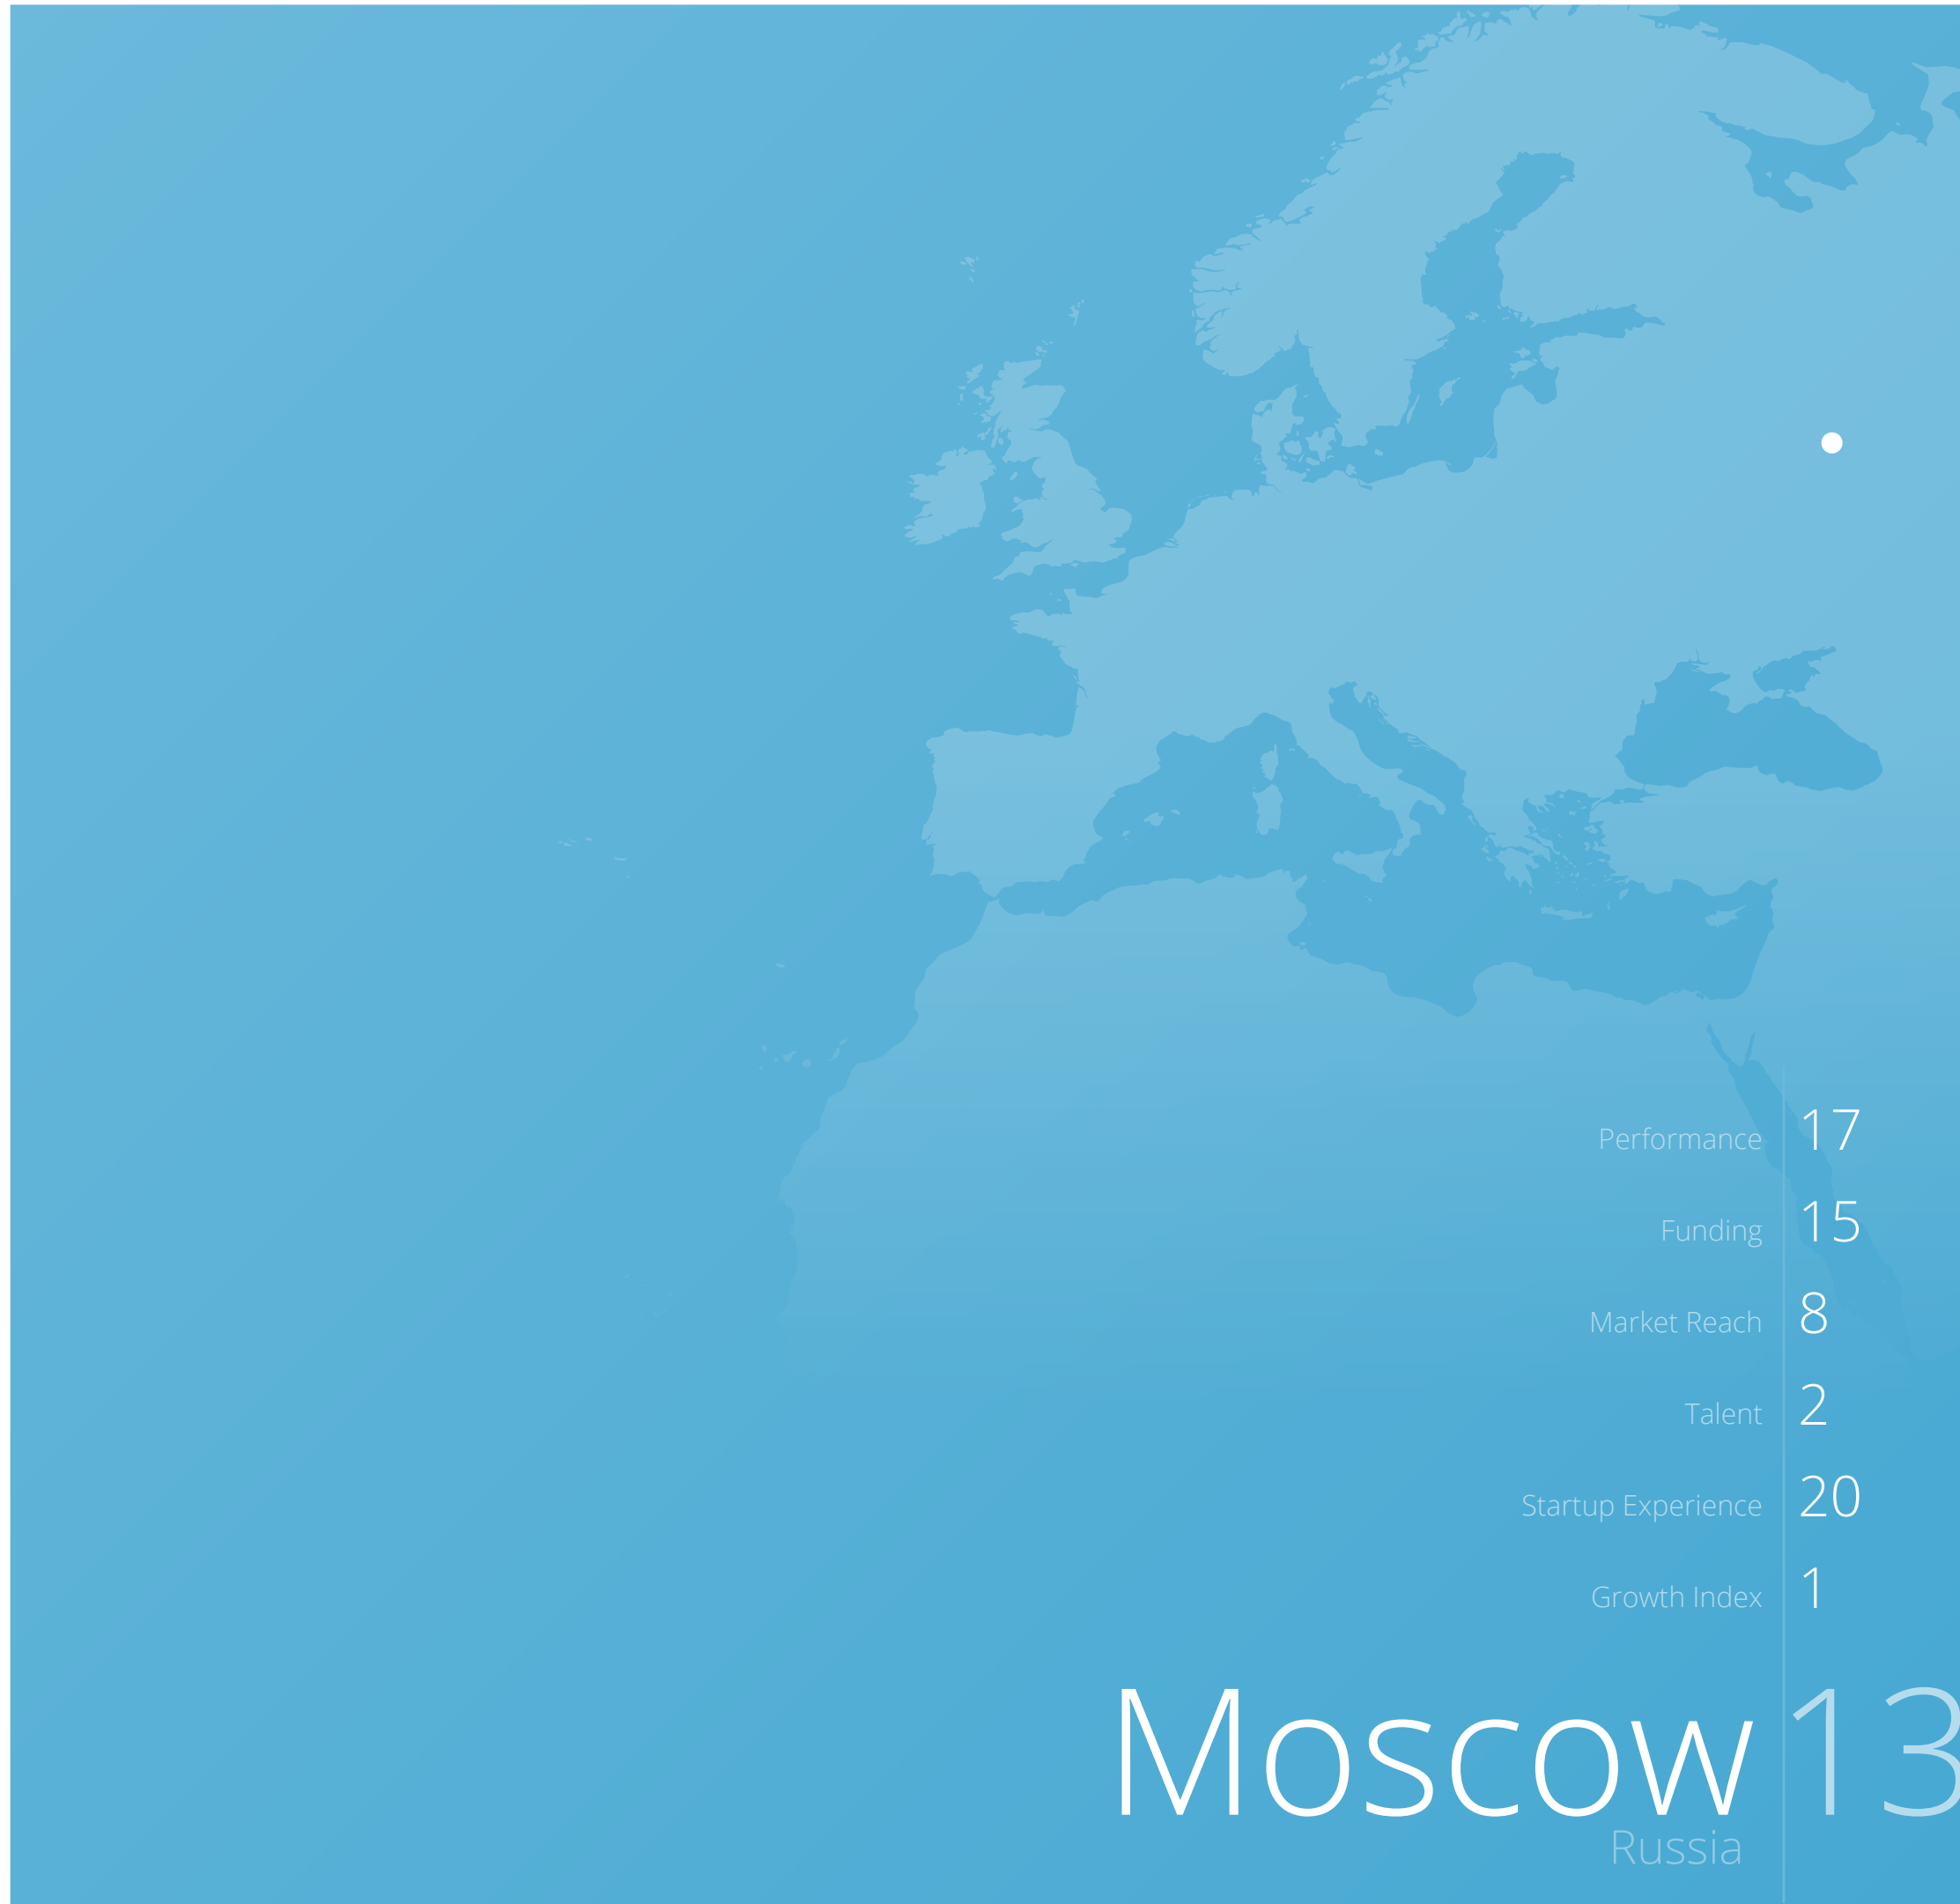 Performance 17
Funding 15
Market Reach 8
Talent 2
Startup Experience 20
Growth Index 1
Moscow 13
Russia